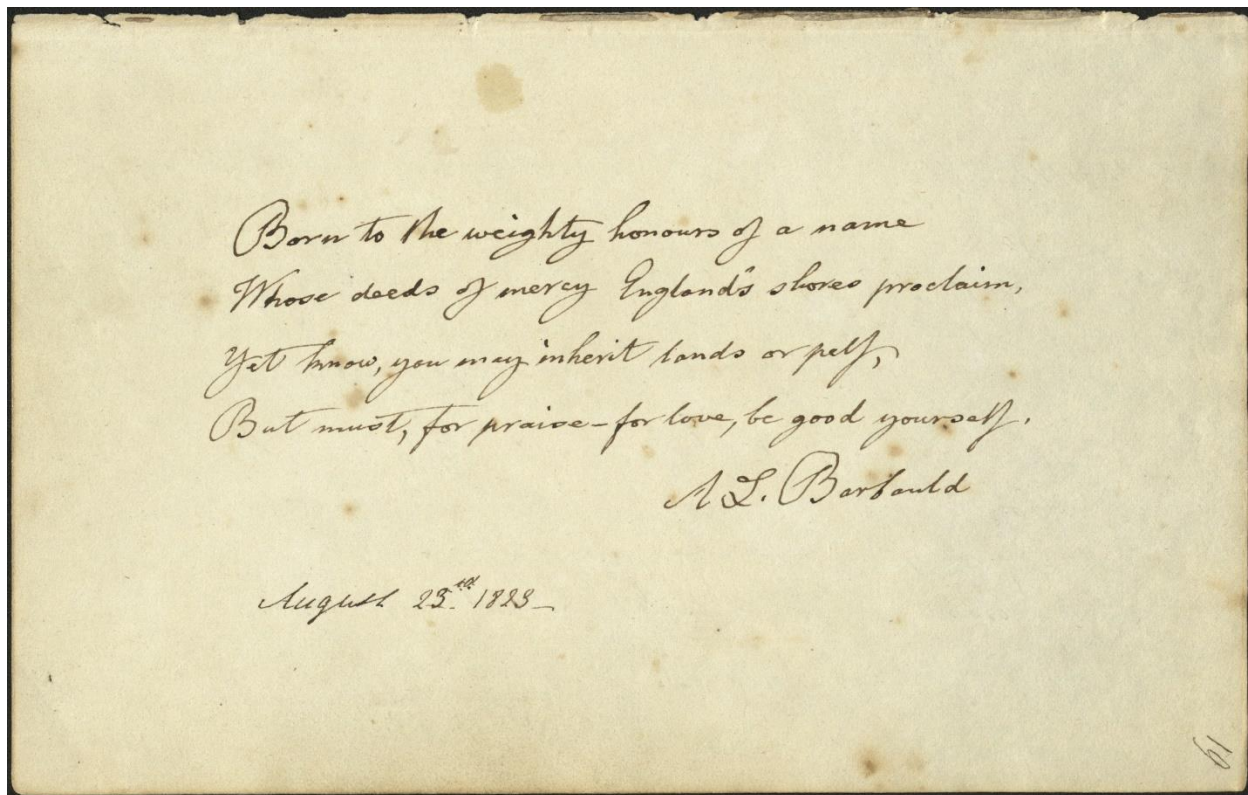 Born to the weighty honours of a name
Whose deeds of mercy England's shores proclaim,
Yet know, you may inherit lands or pelf,
But must, for praise – for love, be good yourself.
A L. Barbauld
August 23rd. 1823 –
19